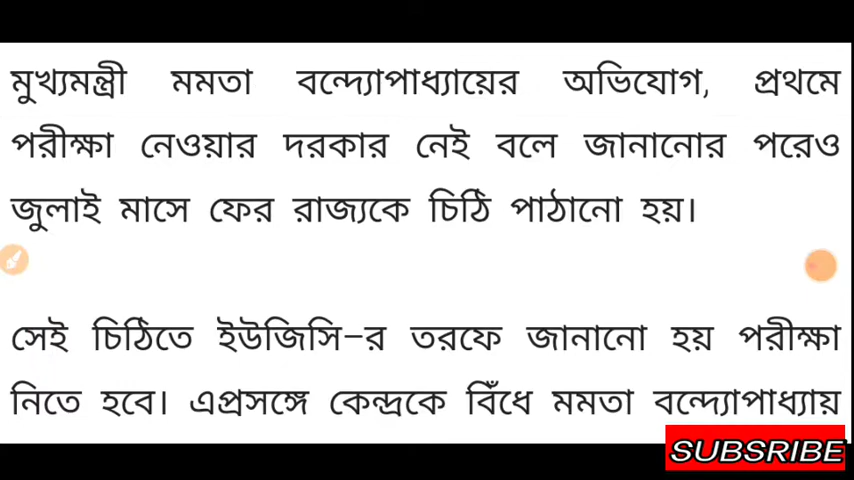 মুখ্যমন্ত্রী মমতা বন্দ্যোপাধ্যায়ের অভিযোগ, প্রথমে
পরীক্ষা নেওয়ার দরকার নেই বলে জানানোর পরেও
জুলাই মাসে ফের রাজ্যকে চিঠি পাঠানো হয়।
সেই চিঠিতে ইউজিসি–র তরফে জানানো হয় পরীক্ষা
নিতে হবে। এপ্রসঙ্গে কেন্দ্রকে বিঁধে মমতা বন্দ্যোপাধ্যায়
SUBSRIBE